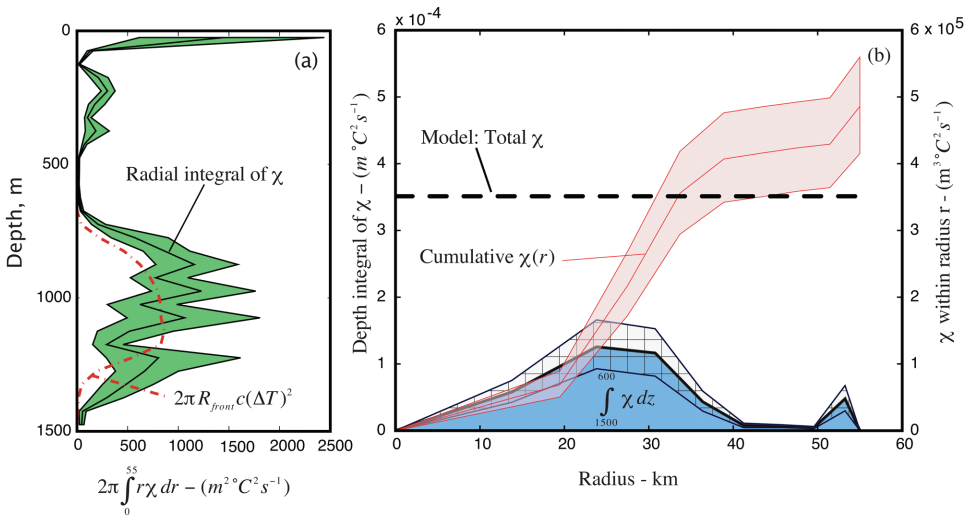 (a)
0
500
1000
1500
Depth, m
Radial integral of χ
2πR_front c(ΔT)²
0 500 1000 1500 2000 2500
2π∫₀⁵⁵ rχ dr – (m² °C² s⁻¹)
6 x 10⁻⁴
5
4
3
2
1
0
Depth integral of χ – (m °C² s⁻¹)
(b)
Model: Total χ
Cumulative χ(r)
600
∫ χ dz
1500
0 10 20 30 40 50 60
Radius - km
6 x 10⁵
5
4
3
2
1
0
χ within radius r - (m³ °C² s⁻¹)